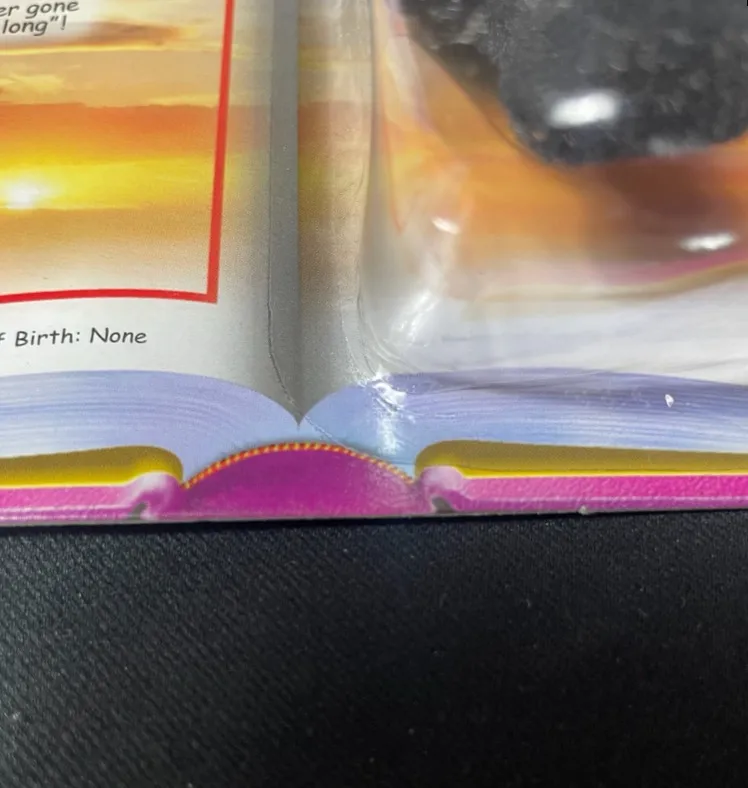 er gone
long"!
f Birth: None